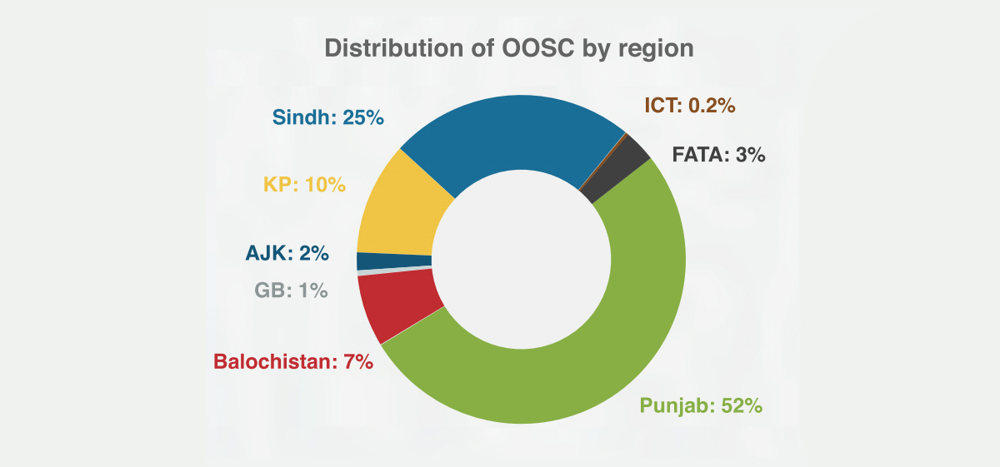 Distribution of OOSC by region
ICT: 0.2%
Sindh: 25%
FATA: 3%
KP: 10%
AJK: 2%
GB: 1%
Balochistan: 7%
Punjab: 52%